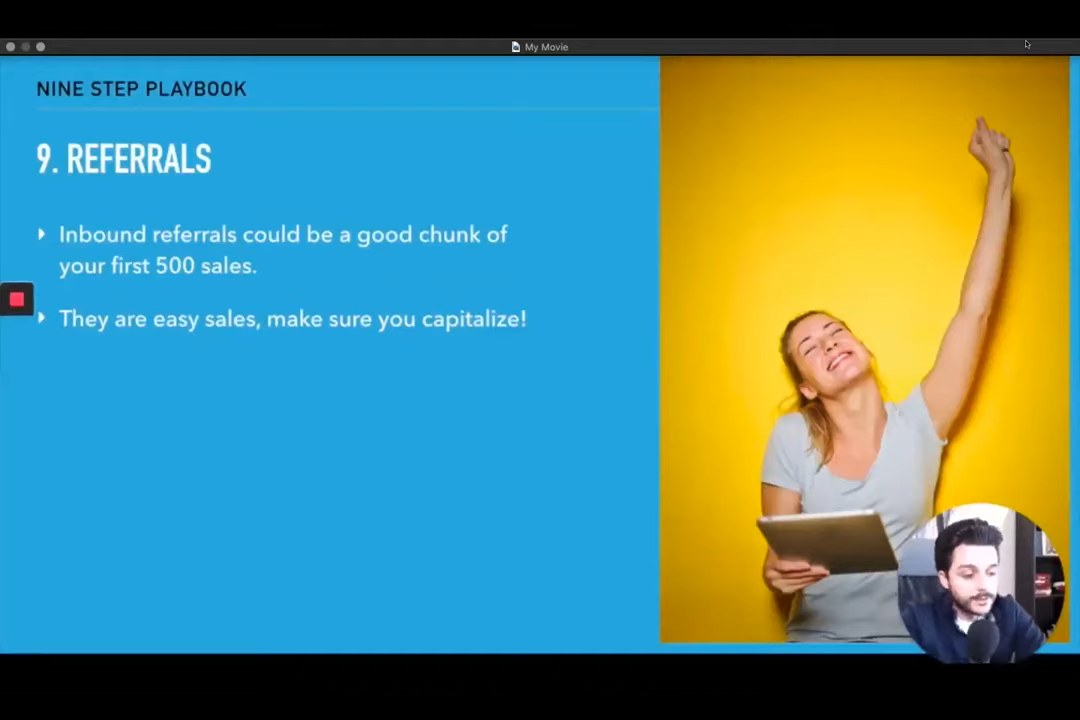 My Movie
NINE STEP PLAYBOOK
9. REFERRALS
Inbound referrals could be a good chunk of
your first 500 sales.
They are easy sales, make sure you capitalize!